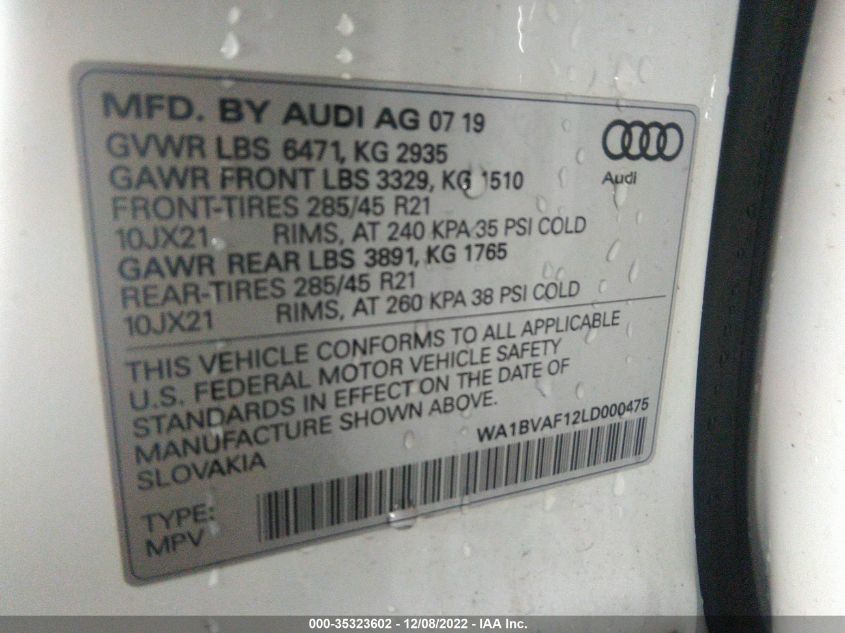 MFD. BY AUDI AG 07 19
GVWR LBS 6471, KG 2935
GAWR FRONT LBS 3329, KG 1510
FRONT-TIRES 285/45 R21
10JX21 RIMS, AT 240 KPA 35 PSI COLD
GAWR REAR LBS 3891, KG 1765
REAR-TIRES 285/45 R21
10JX21 RIMS, AT 260 KPA 38 PSI COLD
Audi
THIS VEHICLE CONFORMS TO ALL APPLICABLE
U.S. FEDERAL MOTOR VEHICLE SAFETY
STANDARDS IN EFFECT ON THE DATE OF
MANUFACTURE SHOWN ABOVE.
SLOVAKIA
WA1BVAF12LD000475
TYPE:
MPV
000-35323602 - 12/08/2022 - IAA Inc.